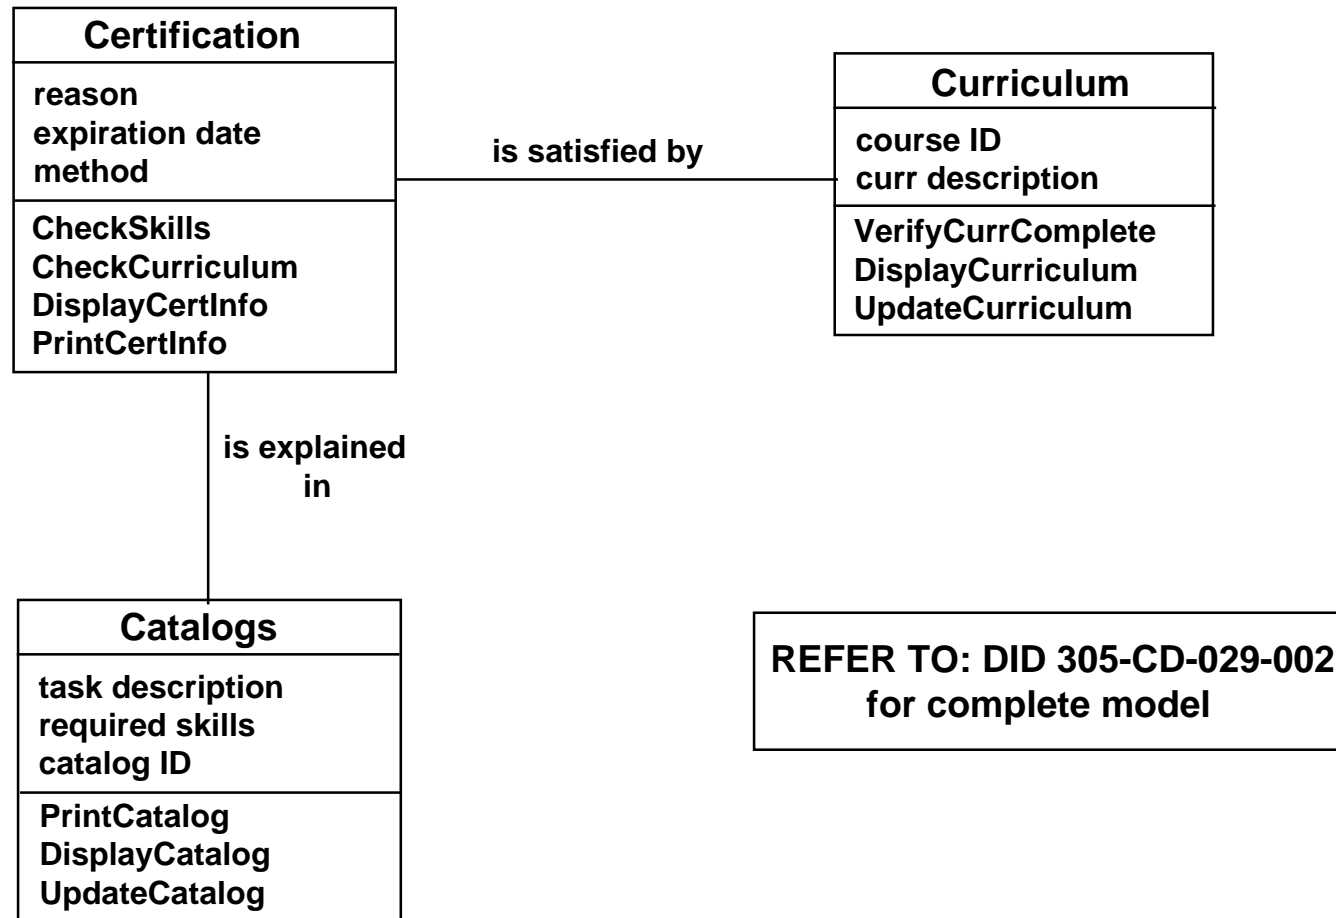 Certification
reason
expiration date
method
CheckSkills
CheckCurriculum
DisplayCertInfo
PrintCertInfo
is satisfied by
Curriculum
course ID
curr description
VerifyCurrComplete
DisplayCurriculum
UpdateCurriculum
is explained
in
Catalogs
task description
required skills
catalog ID
PrintCatalog
DisplayCatalog
UpdateCatalog
REFER TO: DID 305-CD-029-002
for complete model